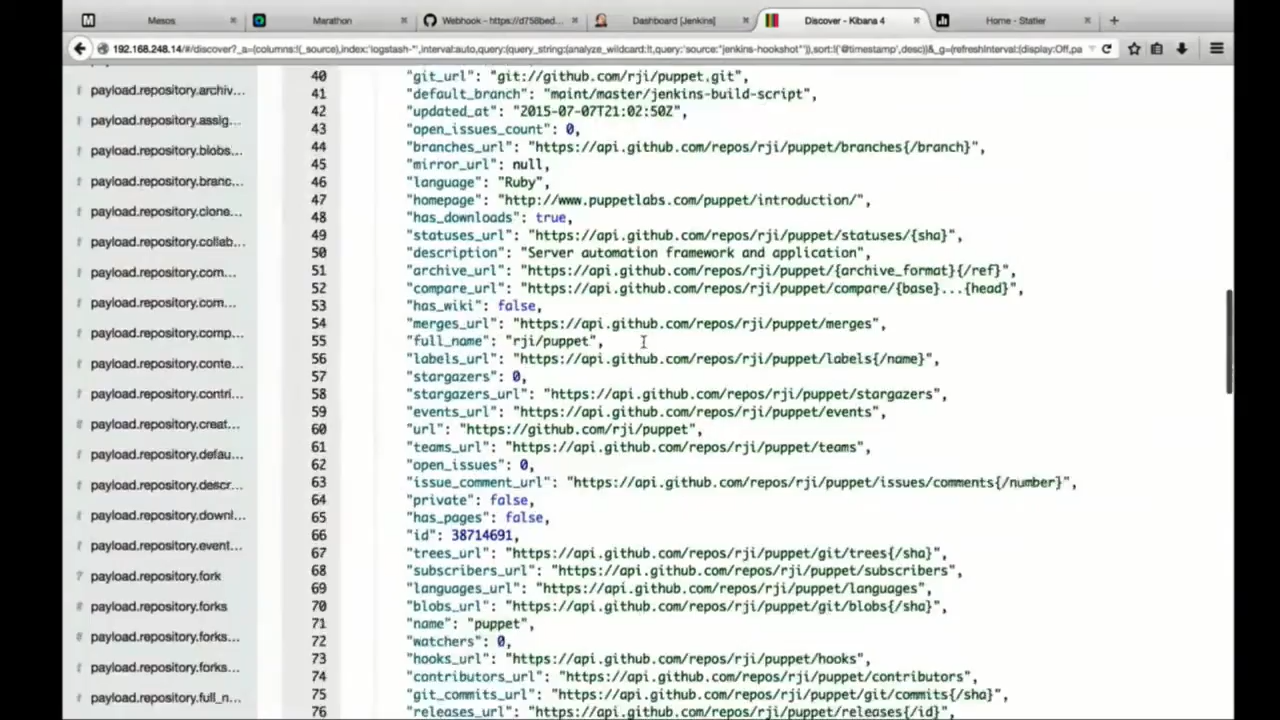 Mesos
Marathon
Webhook - https://d758bed...
Dashboard [Jenkins]
Discover - Kibana 4
Home - Statler
192.168.248.14/#/discover?_a=(columns:!(_source),index:'logstash-*',interval:auto,query:(query_string:(analyze_wildcard:!t,query:'source:"jenkins-hookshot"')),sort:!('@timestamp',desc))&_g=(refreshInterval:(display:Off,pa
payload.repository.archiv...
payload.repository.assig...
payload.repository.blobs...
payload.repository.branc...
payload.repository.clone...
payload.repository.collab...
payload.repository.com...
payload.repository.com...
payload.repository.comp...
payload.repository.conte...
payload.repository.contri...
payload.repository.creat...
payload.repository.defau...
payload.repository.descr...
payload.repository.downl...
payload.repository.event...
payload.repository.fork
payload.repository.forks
payload.repository.forks...
payload.repository.forks...
payload.repository.full_n...
40 "git_url": "git://github.com/rji/puppet.git",
41 "default_branch": "maint/master/jenkins-build-script",
42 "updated_at": "2015-07-07T21:02:50Z",
43 "open_issues_count": 0,
44 "branches_url": "https://api.github.com/repos/rji/puppet/branches{/branch}",
45 "mirror_url": null,
46 "language": "Ruby",
47 "homepage": "http://www.puppetlabs.com/puppet/introduction/",
48 "has_downloads": true,
49 "statuses_url": "https://api.github.com/repos/rji/puppet/statuses/{sha}",
50 "description": "Server automation framework and application",
51 "archive_url": "https://api.github.com/repos/rji/puppet/{archive_format}{/ref}",
52 "compare_url": "https://api.github.com/repos/rji/puppet/compare/{base}...{head}",
53 "has_wiki": false,
54 "merges_url": "https://api.github.com/repos/rji/puppet/merges",
55 "full_name": "rji/puppet",
56 "labels_url": "https://api.github.com/repos/rji/puppet/labels{/name}",
57 "stargazers": 0,
58 "stargazers_url": "https://api.github.com/repos/rji/puppet/stargazers",
59 "events_url": "https://api.github.com/repos/rji/puppet/events",
60 "url": "https://github.com/rji/puppet",
61 "teams_url": "https://api.github.com/repos/rji/puppet/teams",
62 "open_issues": 0,
63 "issue_comment_url": "https://api.github.com/repos/rji/puppet/issues/comments{/number}",
64 "private": false,
65 "has_pages": false,
66 "id": 38714691,
67 "trees_url": "https://api.github.com/repos/rji/puppet/git/trees{/sha}",
68 "subscribers_url": "https://api.github.com/repos/rji/puppet/subscribers",
69 "languages_url": "https://api.github.com/repos/rji/puppet/languages",
70 "blobs_url": "https://api.github.com/repos/rji/puppet/git/blobs{/sha}",
71 "name": "puppet",
72 "watchers": 0,
73 "hooks_url": "https://api.github.com/repos/rji/puppet/hooks",
74 "contributors_url": "https://api.github.com/repos/rji/puppet/contributors",
75 "git_commits_url": "https://api.github.com/repos/rji/puppet/git/commits{/sha}",
76 "releases_url": "https://api.github.com/repos/rji/puppet/releases{/id}",